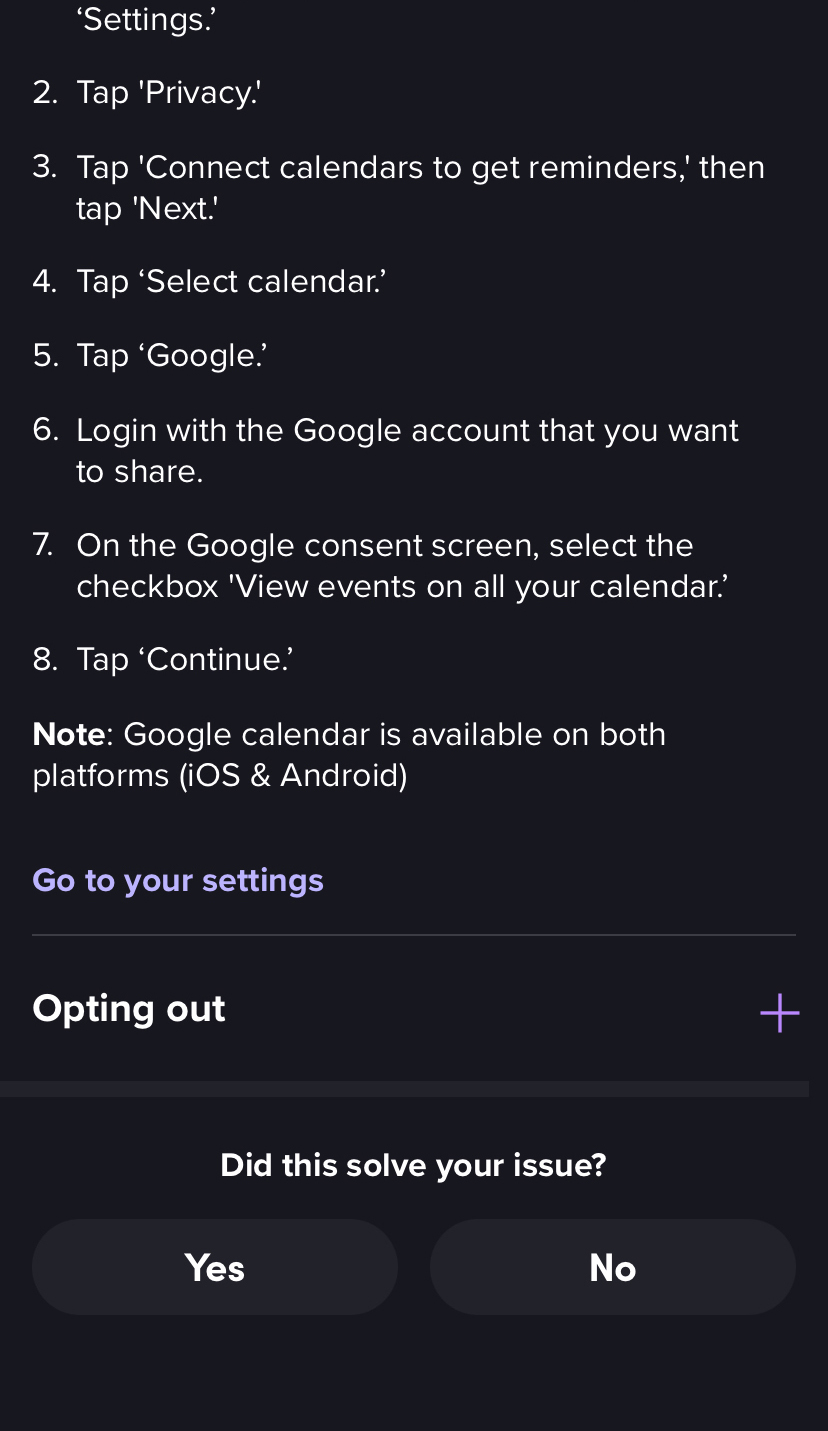 ‘Settings.’
2. Tap 'Privacy.'
3. Tap 'Connect calendars to get reminders,' then
tap 'Next.'
4. Tap ‘Select calendar.’
5. Tap ‘Google.’
6. Login with the Google account that you want
to share.
7. On the Google consent screen, select the
checkbox 'View events on all your calendar.’
8. Tap ‘Continue.’
Note: Google calendar is available on both
platforms (iOS & Android)
Go to your settings
Opting out
Did this solve your issue?
Yes No